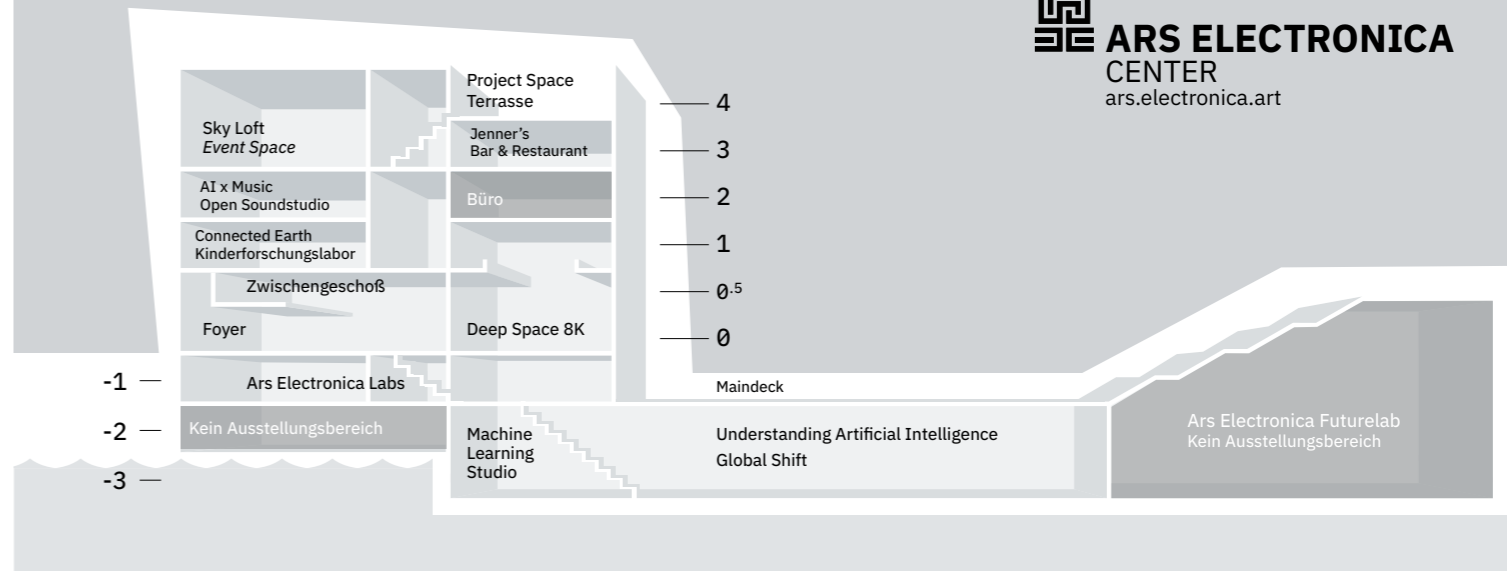 ARS ELECTRONICA
CENTER
ars.electronica.art
Project Space
Terrasse
4
Sky Loft
Event Space
Jenner’s
Bar & Restaurant
3
AI x Music
Open Soundstudio
Büro
2
Connected Earth
Kinderforschungslabor
1
Zwischengeschoß
0.5
Foyer
Deep Space 8K
0
-1
Ars Electronica Labs
Maindeck
-2
Kein Ausstellungsbereich
Machine
Learning
Studio
Understanding Artificial Intelligence
Global Shift
Ars Electronica Futurelab
Kein Ausstellungsbereich
-3